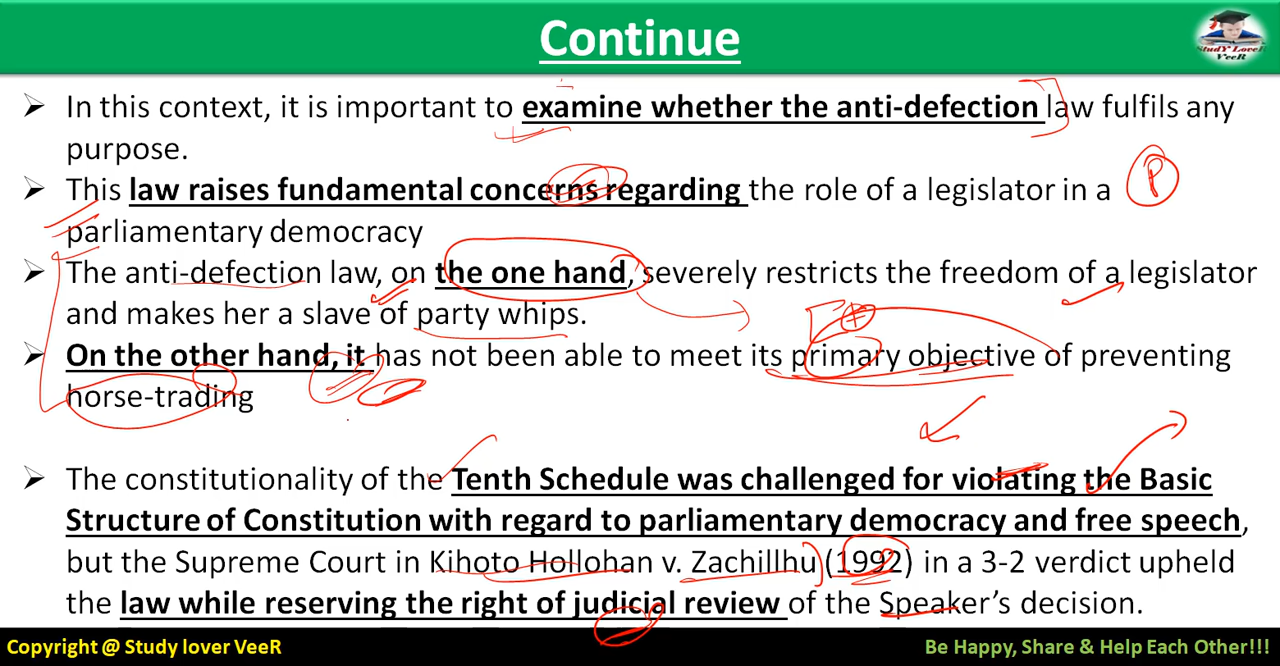 Continue
StudY LoveR
VeeR
➤ In this context, it is important to examine whether the anti-defection law fulfils any
purpose.
➤ This law raises fundamental concerns regarding the role of a legislator in a
parliamentary democracy
P
➤ The anti-defection law, on the one hand, severely restricts the freedom of a legislator
and makes her a slave of party whips.
➤ On the other hand, it has not been able to meet its primary objective of preventing
horse-trading
➤ The constitutionality of the Tenth Schedule was challenged for violating the Basic
Structure of Constitution with regard to parliamentary democracy and free speech,
but the Supreme Court in Kihoto Hollohan v. Zachillhu (1992) in a 3-2 verdict upheld
the law while reserving the right of judicial review of the Speaker's decision.
Copyright @ Study lover VeeR
Be Happy, Share & Help Each Other!!!